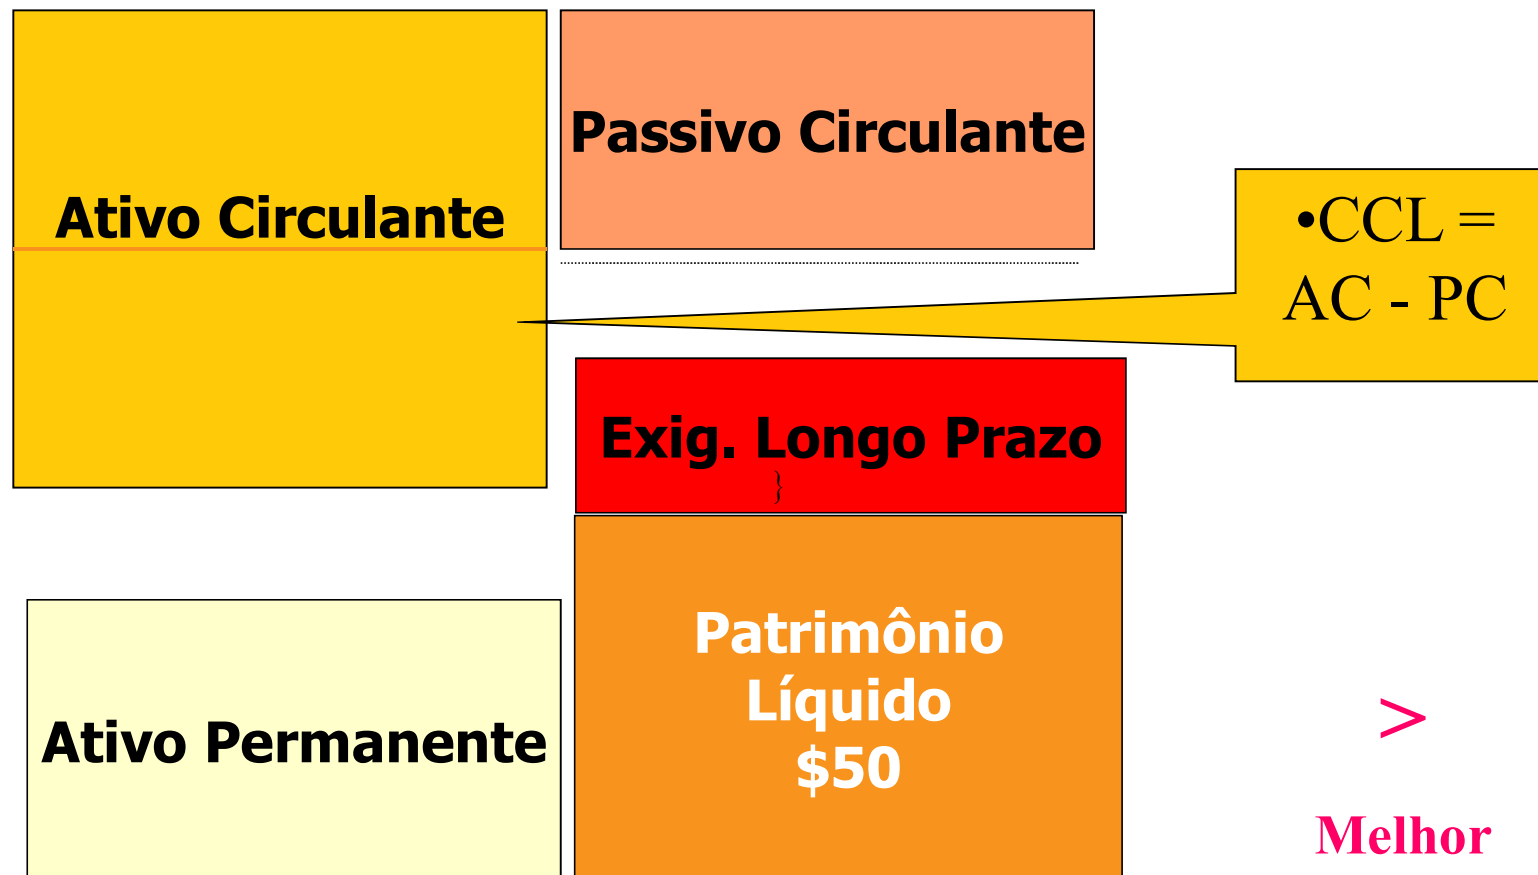 Ativo Circulante
Passivo Circulante
•CCL =
AC - PC
Exig. Longo Prazo
}
Ativo Permanente
Patrimônio
Líquido
$50
>
Melhor